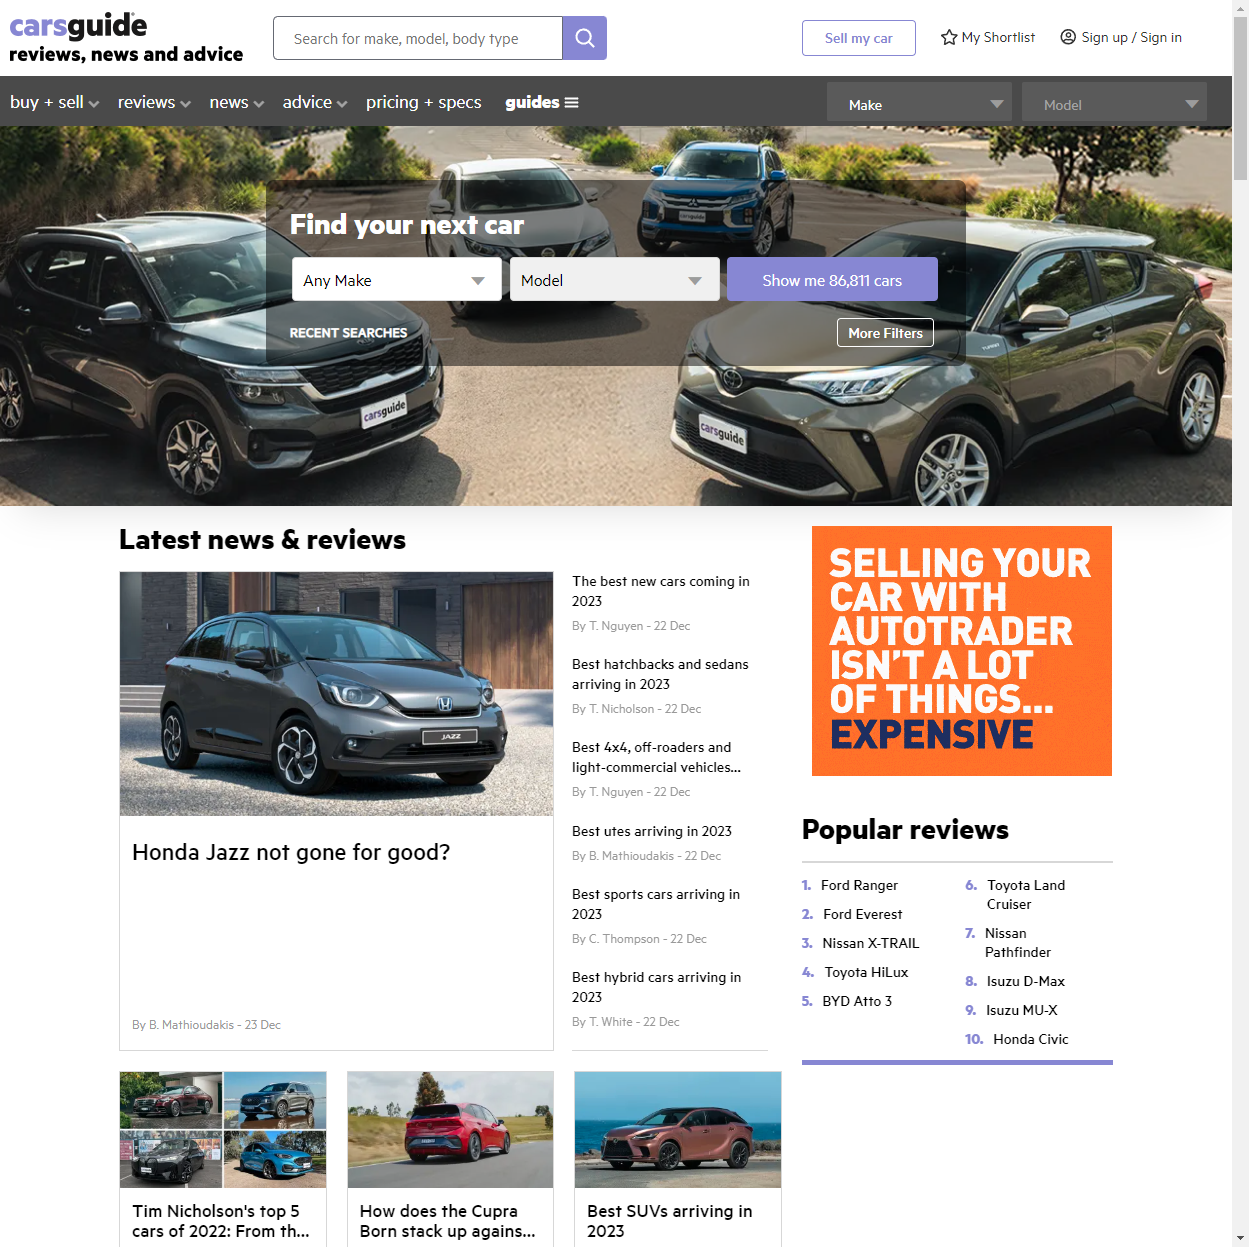 carsguide
reviews, news and advice
Search for make, model, body type
Sell my car
My Shortlist
Sign up / Sign in
buy + sell
reviews
news
advice
pricing + specs
guides
Make
Model
Find your next car
Any Make
Model
Show me 86,811 cars
RECENT SEARCHES
More Filters
carsguide
carsguide
carsguide
Latest news & reviews
JAZZ
Honda Jazz not gone for good?
By B. Mathioudakis - 23 Dec
The best new cars coming in
2023
By T. Nguyen - 22 Dec
Best hatchbacks and sedans
arriving in 2023
By T. Nicholson - 22 Dec
Best 4x4, off-roaders and
light-commercial vehicles...
By T. Nguyen - 22 Dec
Best utes arriving in 2023
By B. Mathioudakis - 22 Dec
Best sports cars arriving in
2023
By C. Thompson - 22 Dec
Best hybrid cars arriving in
2023
By T. White - 22 Dec
SELLING YOUR
CAR WITH
AUTOTRADER
ISN'T A LOT
OF THINGS...
EXPENSIVE
Popular reviews
1. Ford Ranger
2. Ford Everest
3. Nissan X-TRAIL
4. Toyota HiLux
5. BYD Atto 3
6. Toyota Land
Cruiser
7. Nissan
Pathfinder
8. Isuzu D-Max
9. Isuzu MU-X
10. Honda Civic
Tim Nicholson's top 5
cars of 2022: From th...
How does the Cupra
Born stack up agains...
Best SUVs arriving in
2023